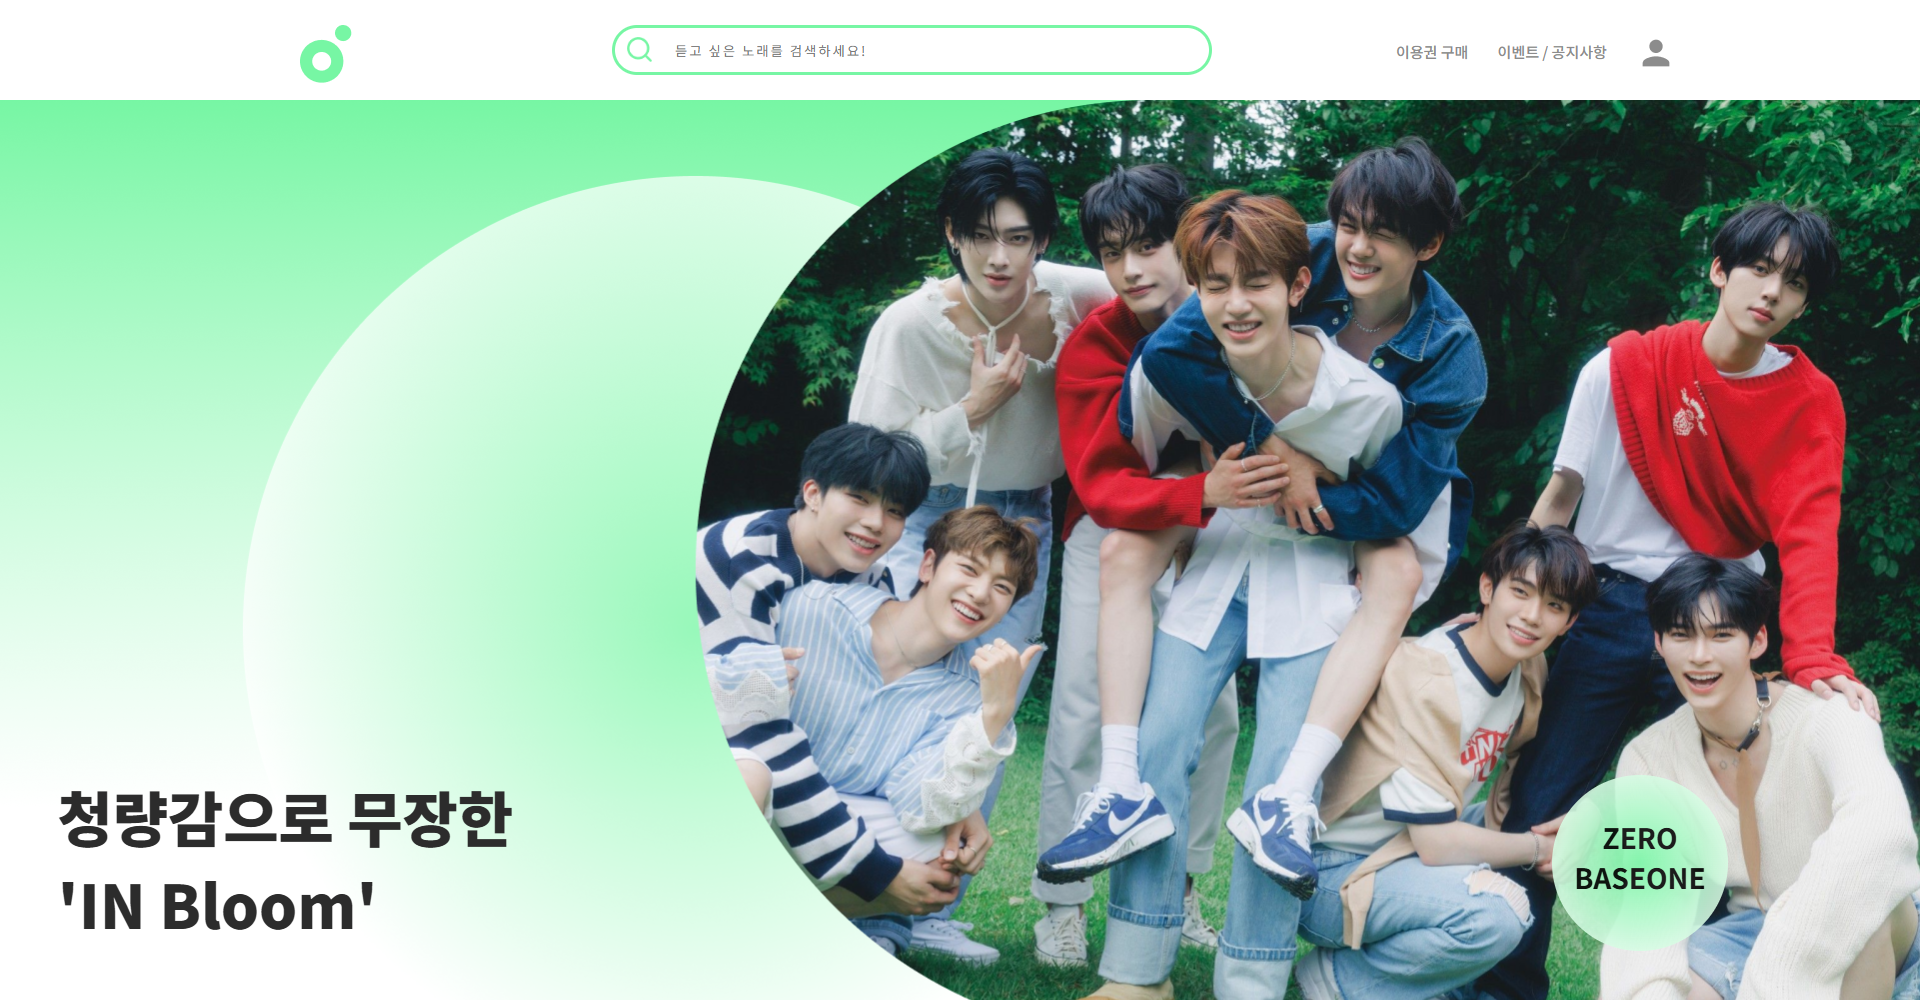 듣고 싶은 노래를 검색하세요!
이용권 구매
이벤트 / 공지사항
청량감으로 무장한
'IN Bloom'
ZERO
BASEONE